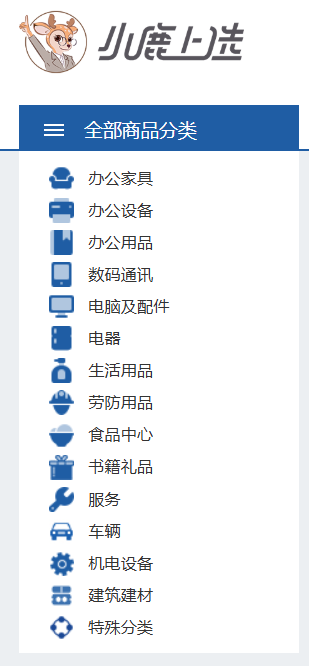 小鹿上选
全部商品分类
办公家具
办公设备
办公用品
数码通讯
电脑及配件
电器
生活用品
劳防用品
食品中心
书籍礼品
服务
车辆
机电设备
建筑建材
特殊分类